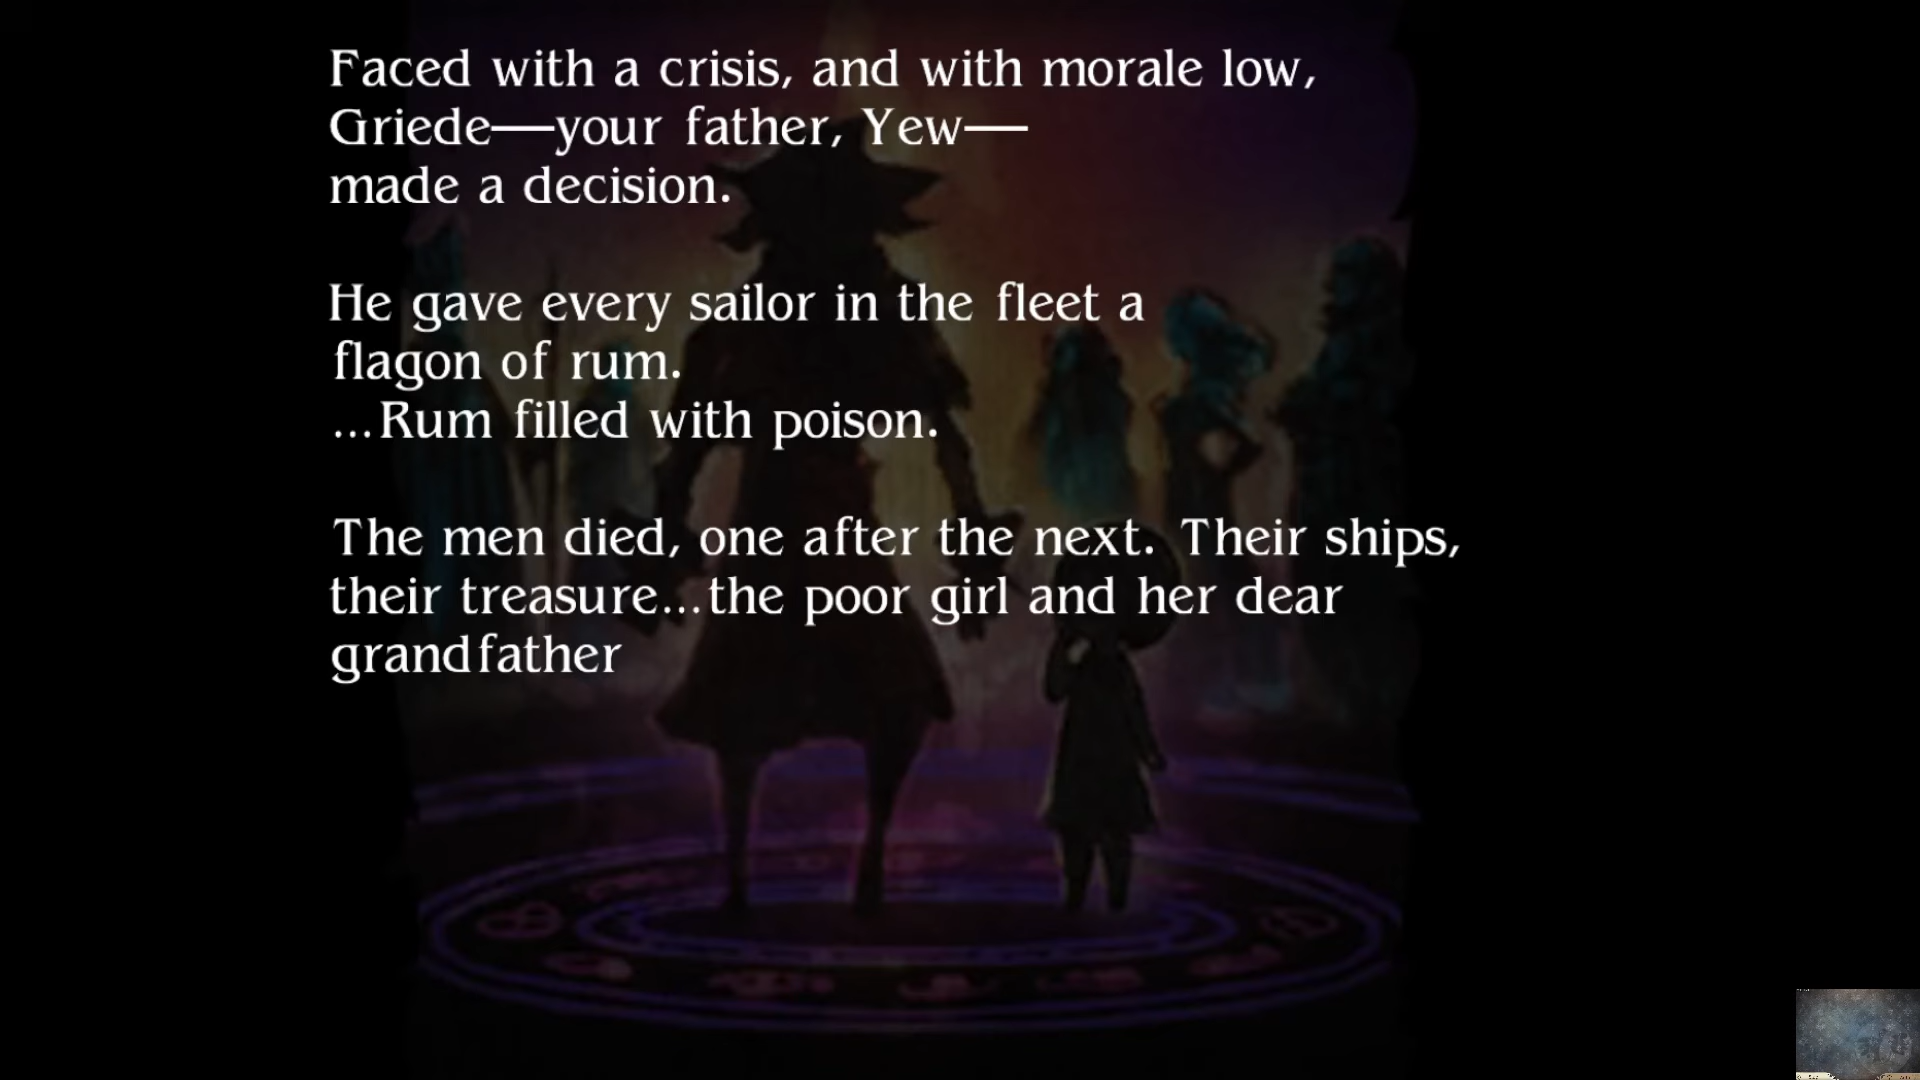 Faced with a crisis, and with morale low,
Griede—your father, Yew—
made a decision.
He gave every sailor in the fleet a
flagon of rum.
...Rum filled with poison.
The men died, one after the next. Their ships,
their treasure...the poor girl and her dear
grandfather